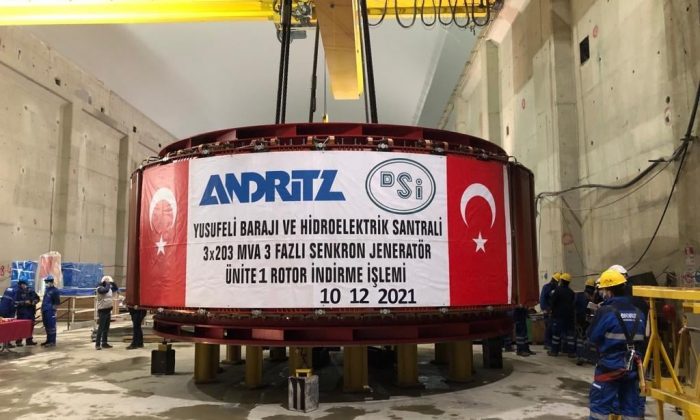 ANDRITZ
DSİ
YUSUFELİ BARAJI VE HİDROELEKTRİK SANTRALİ
3x203 MVA 3 FAZLI SENKRON JENERATÖR
ÜNİTE 1 ROTOR İNDİRME İŞLEMİ
10 12 2021